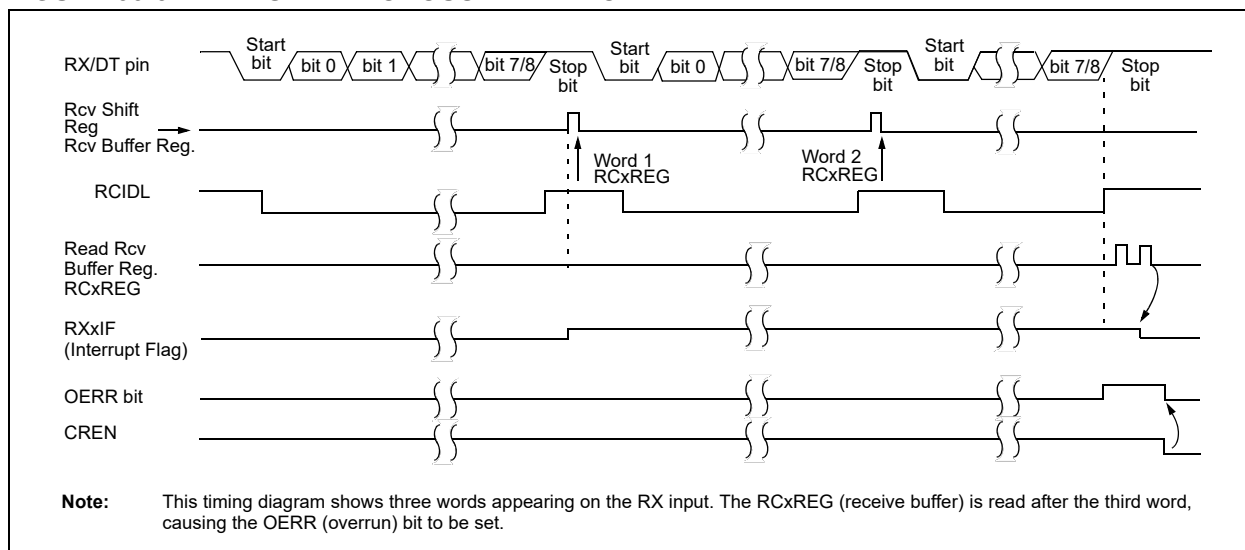 Start bit
bit 0
bit 1
bit 7/8
Stop bit
Start bit
bit 0
bit 7/8
Stop bit
Start bit
bit 7/8
Stop bit
RX/DT pin
Rcv Shift
Reg
Rcv Buffer Reg.
Word 1
RCxREG
Word 2
RCxREG
RCIDL
Read Rcv
Buffer Reg.
RCxREG
RXxIF
(Interrupt Flag)
OERR bit
CREN
Note: This timing diagram shows three words appearing on the RX input. The RCxREG (receive buffer) is read after the third word,
causing the OERR (overrun) bit to be set.